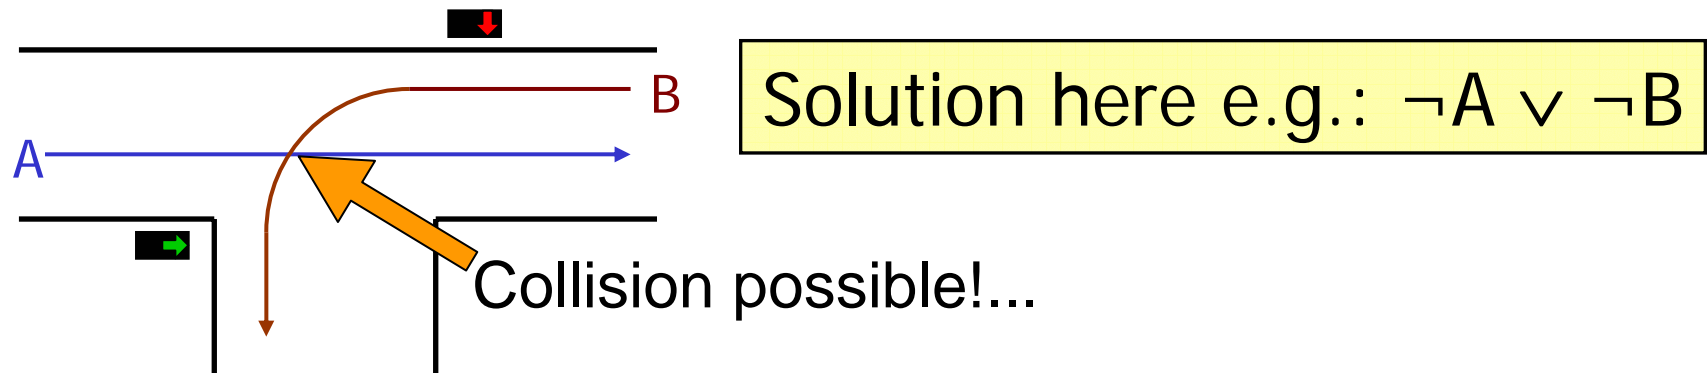 B
Solution here e.g.: ¬A ∨ ¬B
A
Collision possible!...